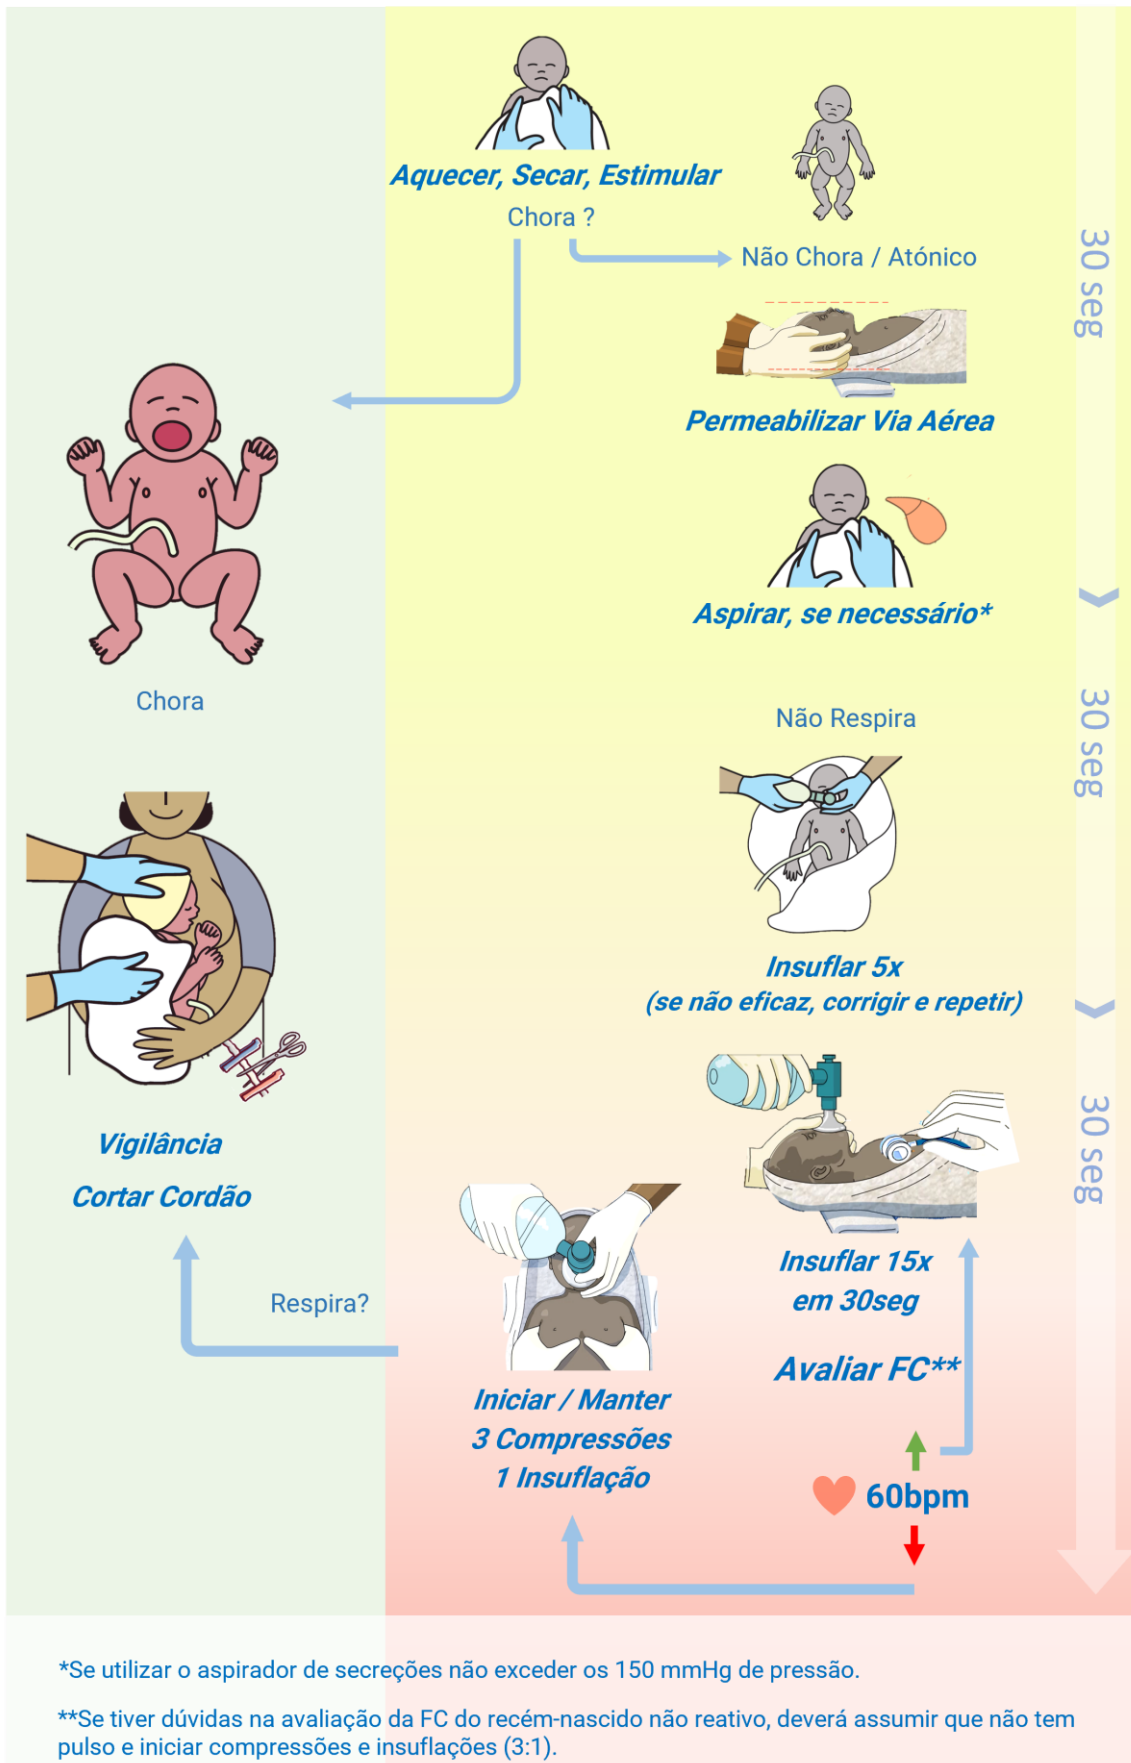 Aquecer, Secar, Estimular
Chora ?
Não Chora / Atónico
30 seg
Permeabilizar Via Aérea
Aspirar, se necessário*
Chora
Não Respira
30 seg
Insuflar 5x
(se não eficaz, corrigir e repetir)
30 seg
Vigilância
Cortar Cordão
Insuflar 15x
em 30seg
Avaliar FC**
Respira?
Iniciar / Manter
3 Compressões
1 Insuflação
60bpm
*Se utilizar o aspirador de secreções não exceder os 150 mmHg de pressão.
**Se tiver dúvidas na avaliação da FC do recém-nascido não reativo, deverá assumir que não tem
pulso e iniciar compressões e insuflações (3:1).